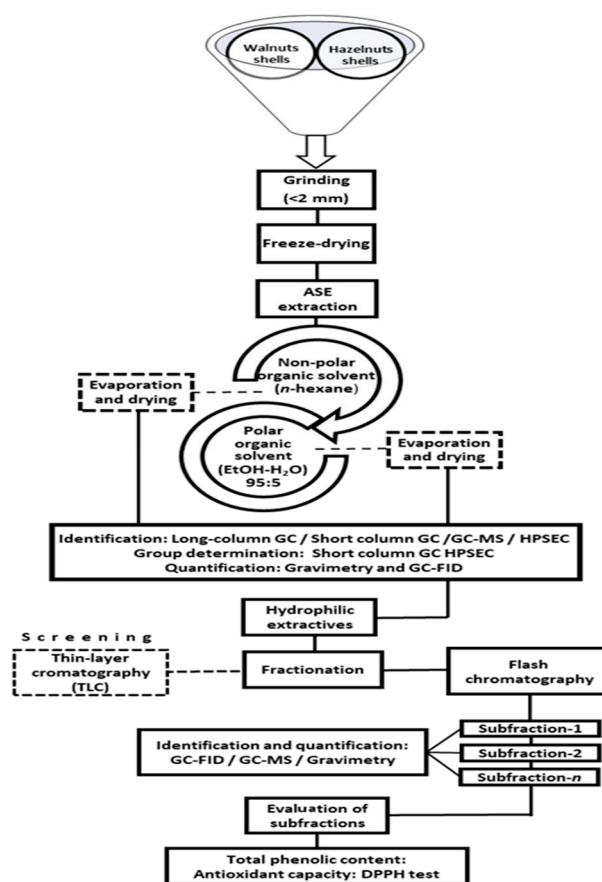 Walnuts
shells
Hazelnuts
shells
Grinding
(<2 mm)
Freeze-drying
ASE
extraction
Non-polar
organic solvent
(n-hexane)
Evaporation
and drying
Polar
organic
solvent
(EtOH-H₂O)
95:5
Evaporation
and drying
Identification: Long-column GC / Short column GC /GC-MS / HPSEC
Group determination: Short column GC HPSEC
Quantification: Gravimetry and GC-FID
Hydrophilic
extractives
Screening
Thin-layer
cromatography
(TLC)
Fractionation
Flash
chromatography
Subfraction-1
Subfraction-2
Subfraction-n
Identification and quantification:
GC-FID / GC-MS / Gravimetry
Evaluation of
subfractions
Total phenolic content:
Antioxidant capacity: DPPH test